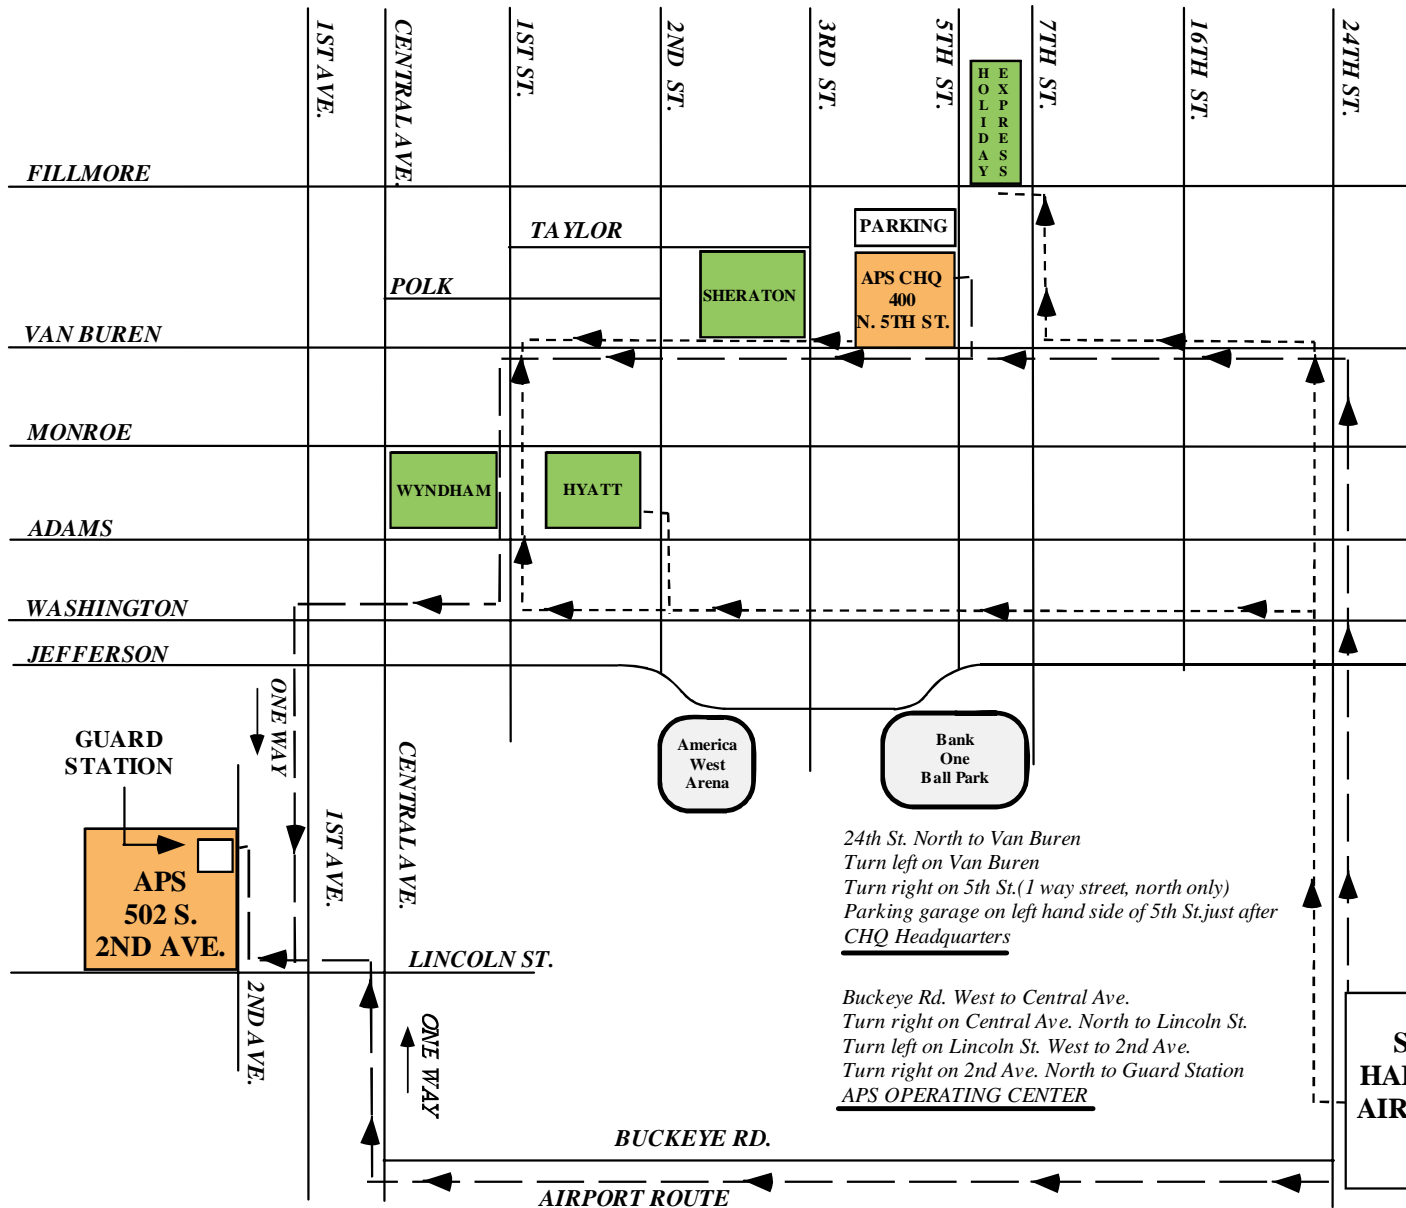 1ST AVE.
CENTRAL AVE.
1ST ST.
2ND ST.
3RD ST.
5TH ST.
7TH ST.
16TH ST.
24TH ST.
HOLIDAY
EXPRESS
FILLMORE
TAYLOR
PARKING
POLK
SHERATON
APS CHQ
400
N. 5TH ST.
VAN BUREN
MONROE
WYNDHAM
HYATT
ADAMS
WASHINGTON
JEFFERSON
ONE WAY
GUARD
STATION
CENTRAL AVE.
America
West
Arena
Bank
One
Ball Park
1ST AVE.
APS
502 S.
2ND AVE.
24th St. North to Van Buren
Turn left on Van Buren
Turn right on 5th St.(1 way street, north only)
Parking garage on left hand side of 5th St.just after
CHQ Headquarters
LINCOLN ST.
2ND AVE.
ONE WAY
Buckeye Rd. West to Central Ave.
Turn right on Central Ave. North to Lincoln St.
Turn left on Lincoln St. West to 2nd Ave.
Turn right on 2nd Ave. North to Guard Station
APS OPERATING CENTER
S
HA
AIR
BUCKEYE RD.
AIRPORT ROUTE